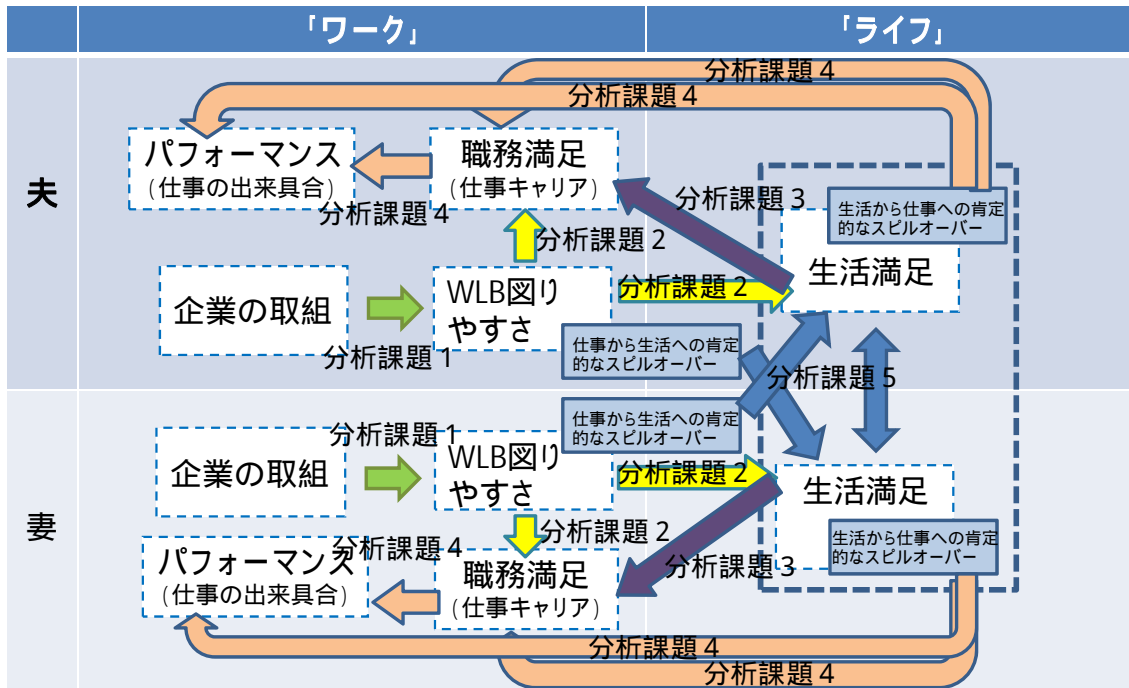 「ワーク」
「ライフ」
夫
分析課題4
分析課題4
パフォーマンス
(仕事の出来具合)
職務満足
(仕事キャリア)
分析課題4
分析課題3
生活から仕事への肯定
的なスピルオーバー
生活満足
分析課題2
企業の取組
WLB図り
やすさ
分析課題2
分析課題1
仕事から生活への肯定
的なスピルオーバー
分析課題5
妻
仕事から生活への肯定
的なスピルオーバー
分析課題1
企業の取組
WLB図り
やすさ
分析課題2
生活満足
分析課題2
生活から仕事への肯定
的なスピルオーバー
分析課題4
パフォーマンス
(仕事の出来具合)
職務満足
(仕事キャリア)
分析課題3
分析課題4
分析課題4